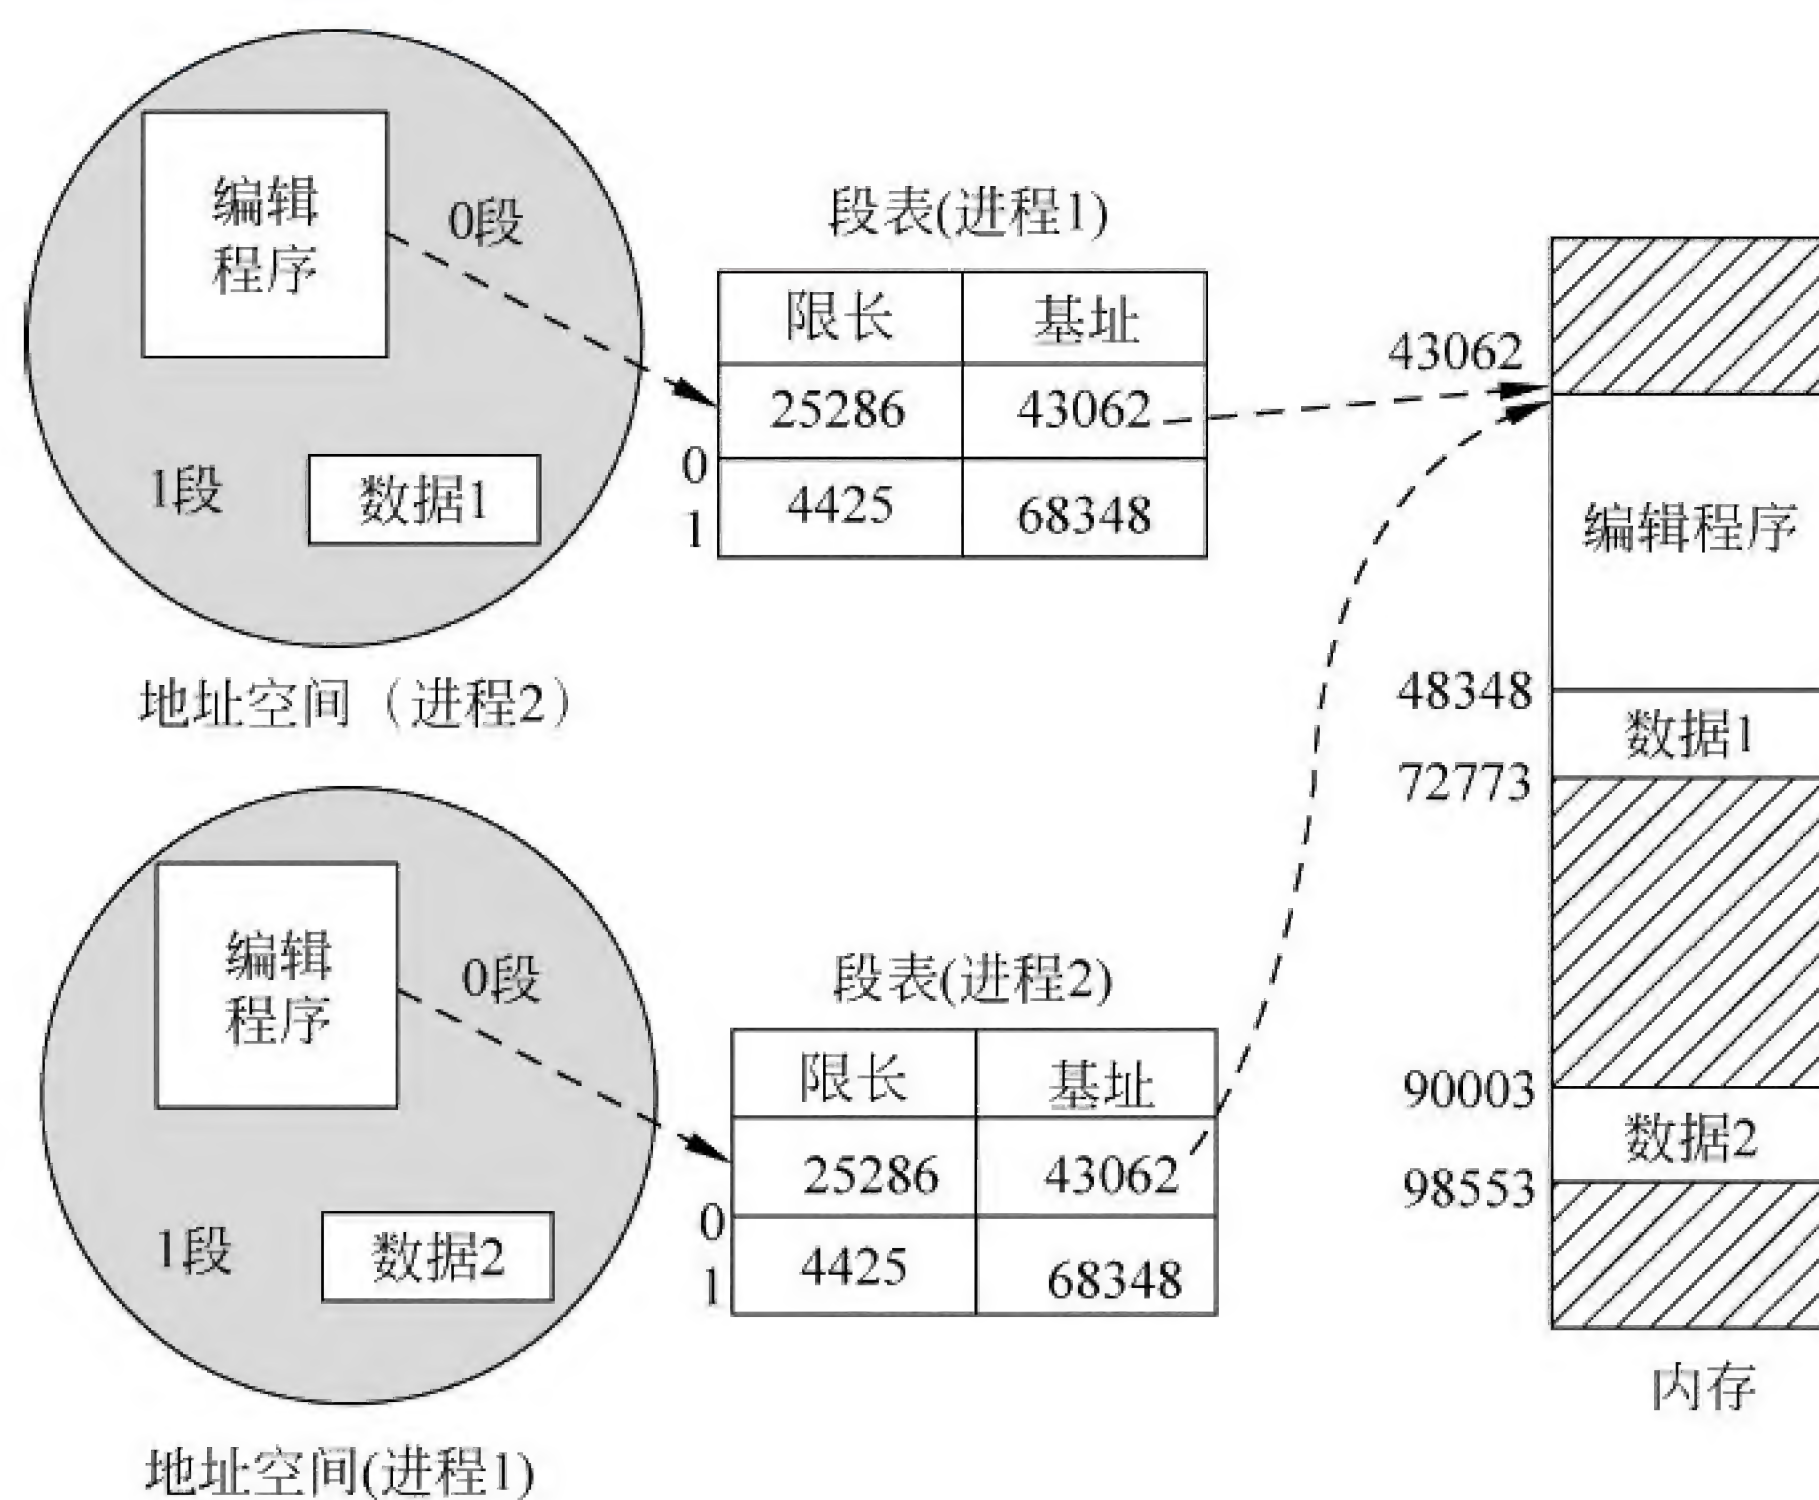 编辑
程序
0段
1段
数据1
地址空间（进程2）
段表(进程1)
限长 基址
25286 43062
0
4425 68348
1
编辑
程序
0段
1段
数据2
地址空间(进程1)
段表(进程2)
限长 基址
25286 43062
0
4425 68348
1
43062
编辑程序
48348
数据1
72773
90003
数据2
98553
内存